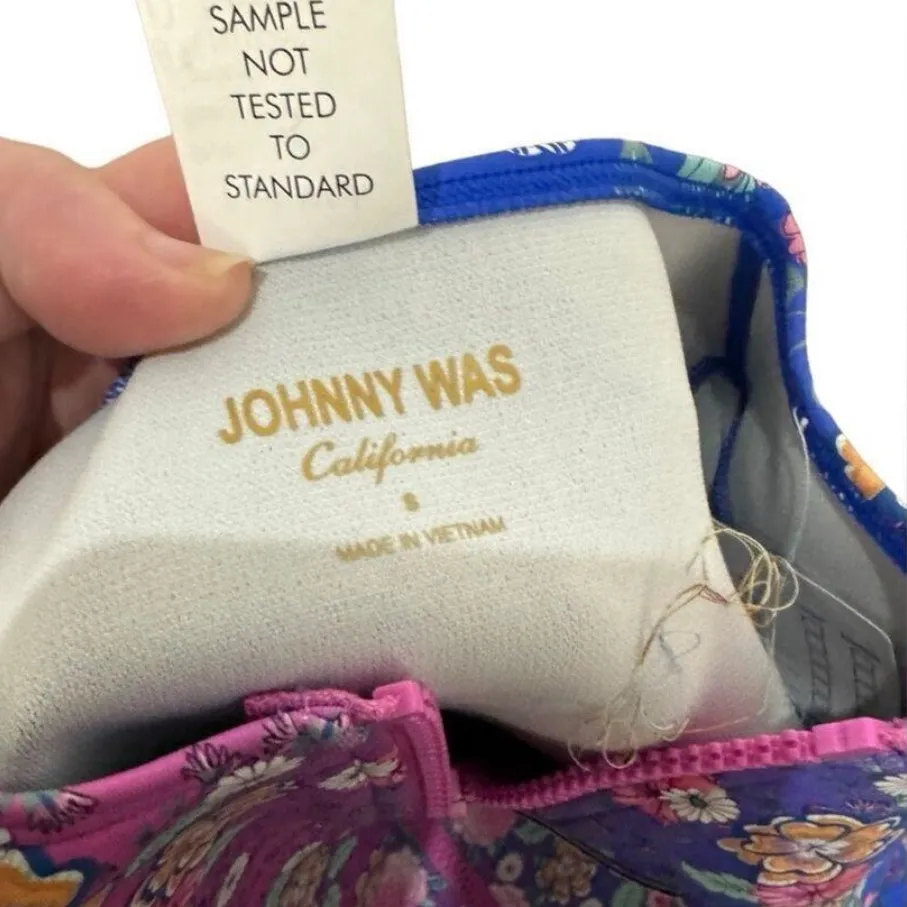 SAMPLE
NOT
TESTED
TO
STANDARD
JOHNNY WAS
California
S
MADE IN VIETNAM